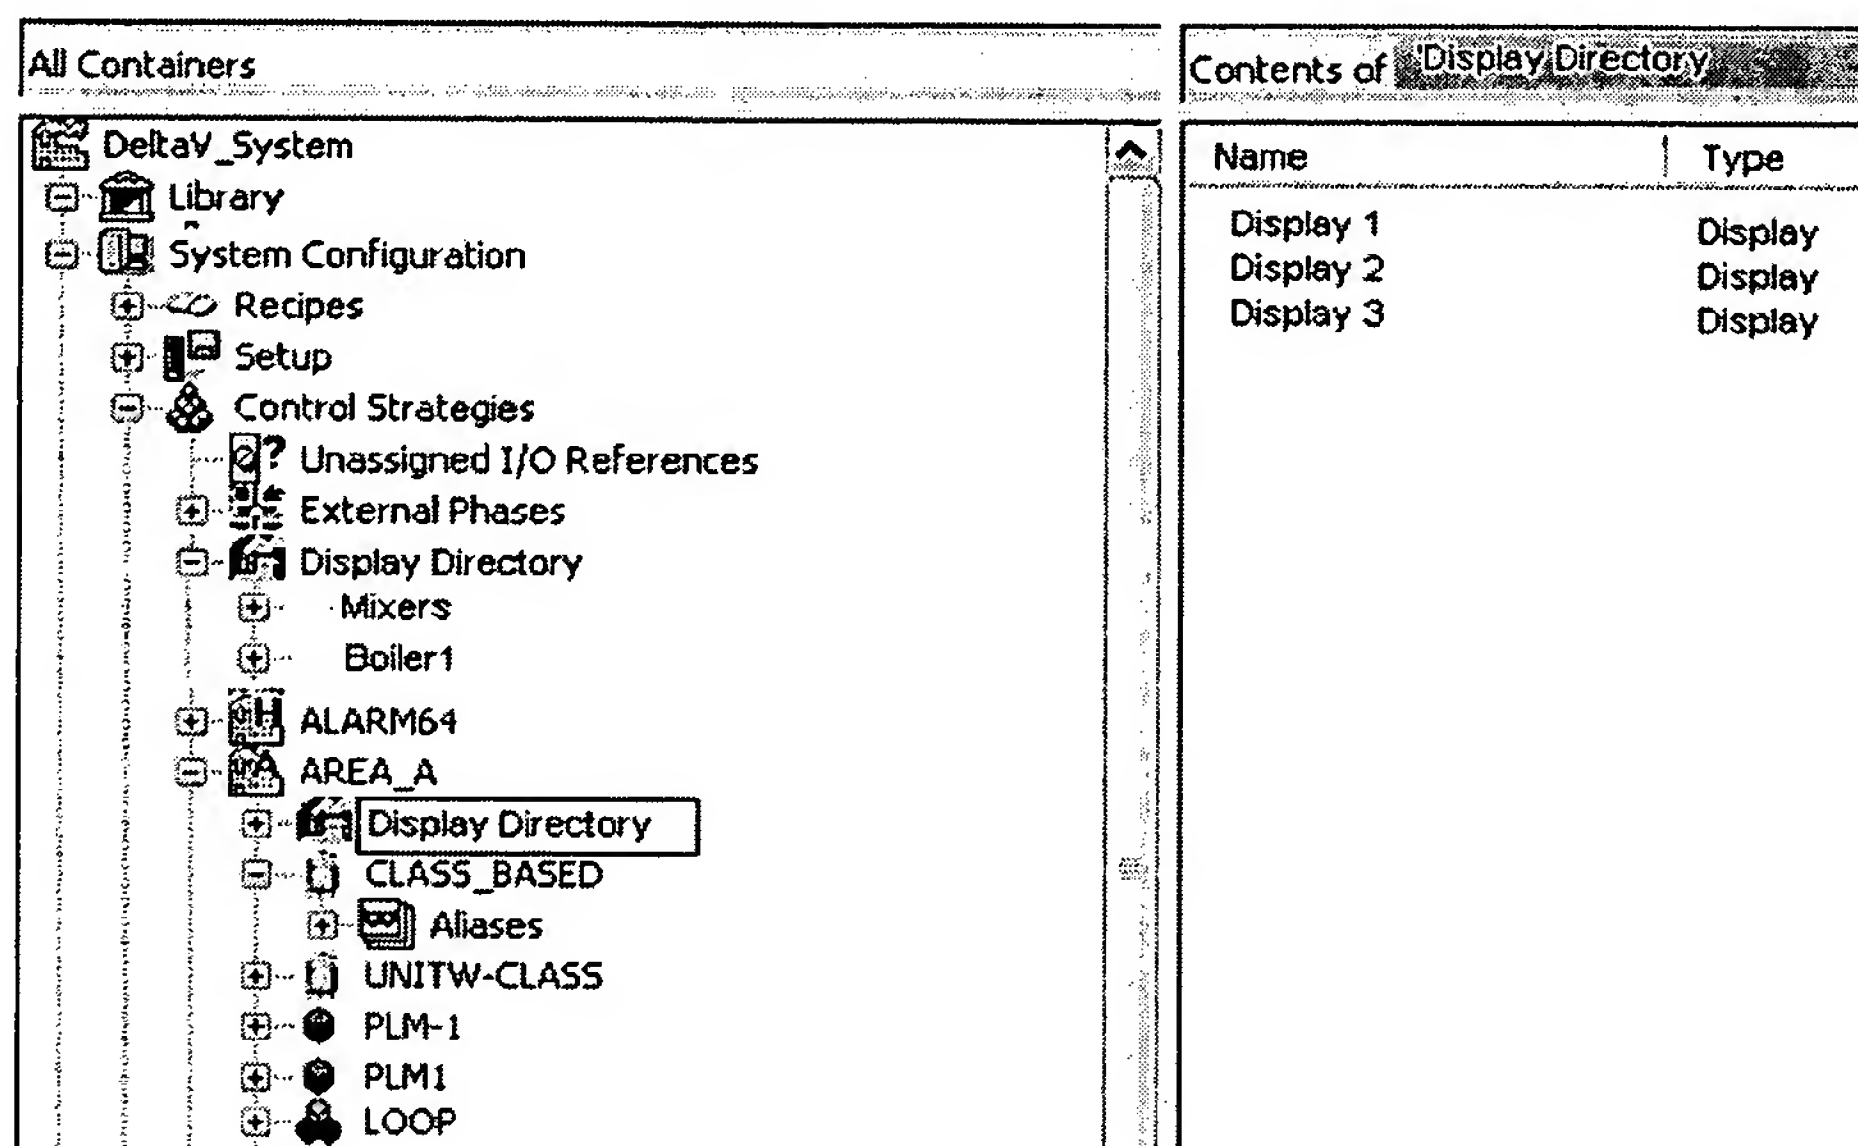 All Containers
DeltaV_System
Library
System Configuration
Recipes
Setup
Control Strategies
Unassigned I/O References
External Phases
Display Directory
Mixers
Boiler1
ALARM64
AREA_A
Display Directory
CLASS_BASED
Aliases
UNITW-CLASS
PLM-1
PLM1
LOOP
Contents of 'Display Directory
Name Type
Display 1 Display
Display 2 Display
Display 3 Display